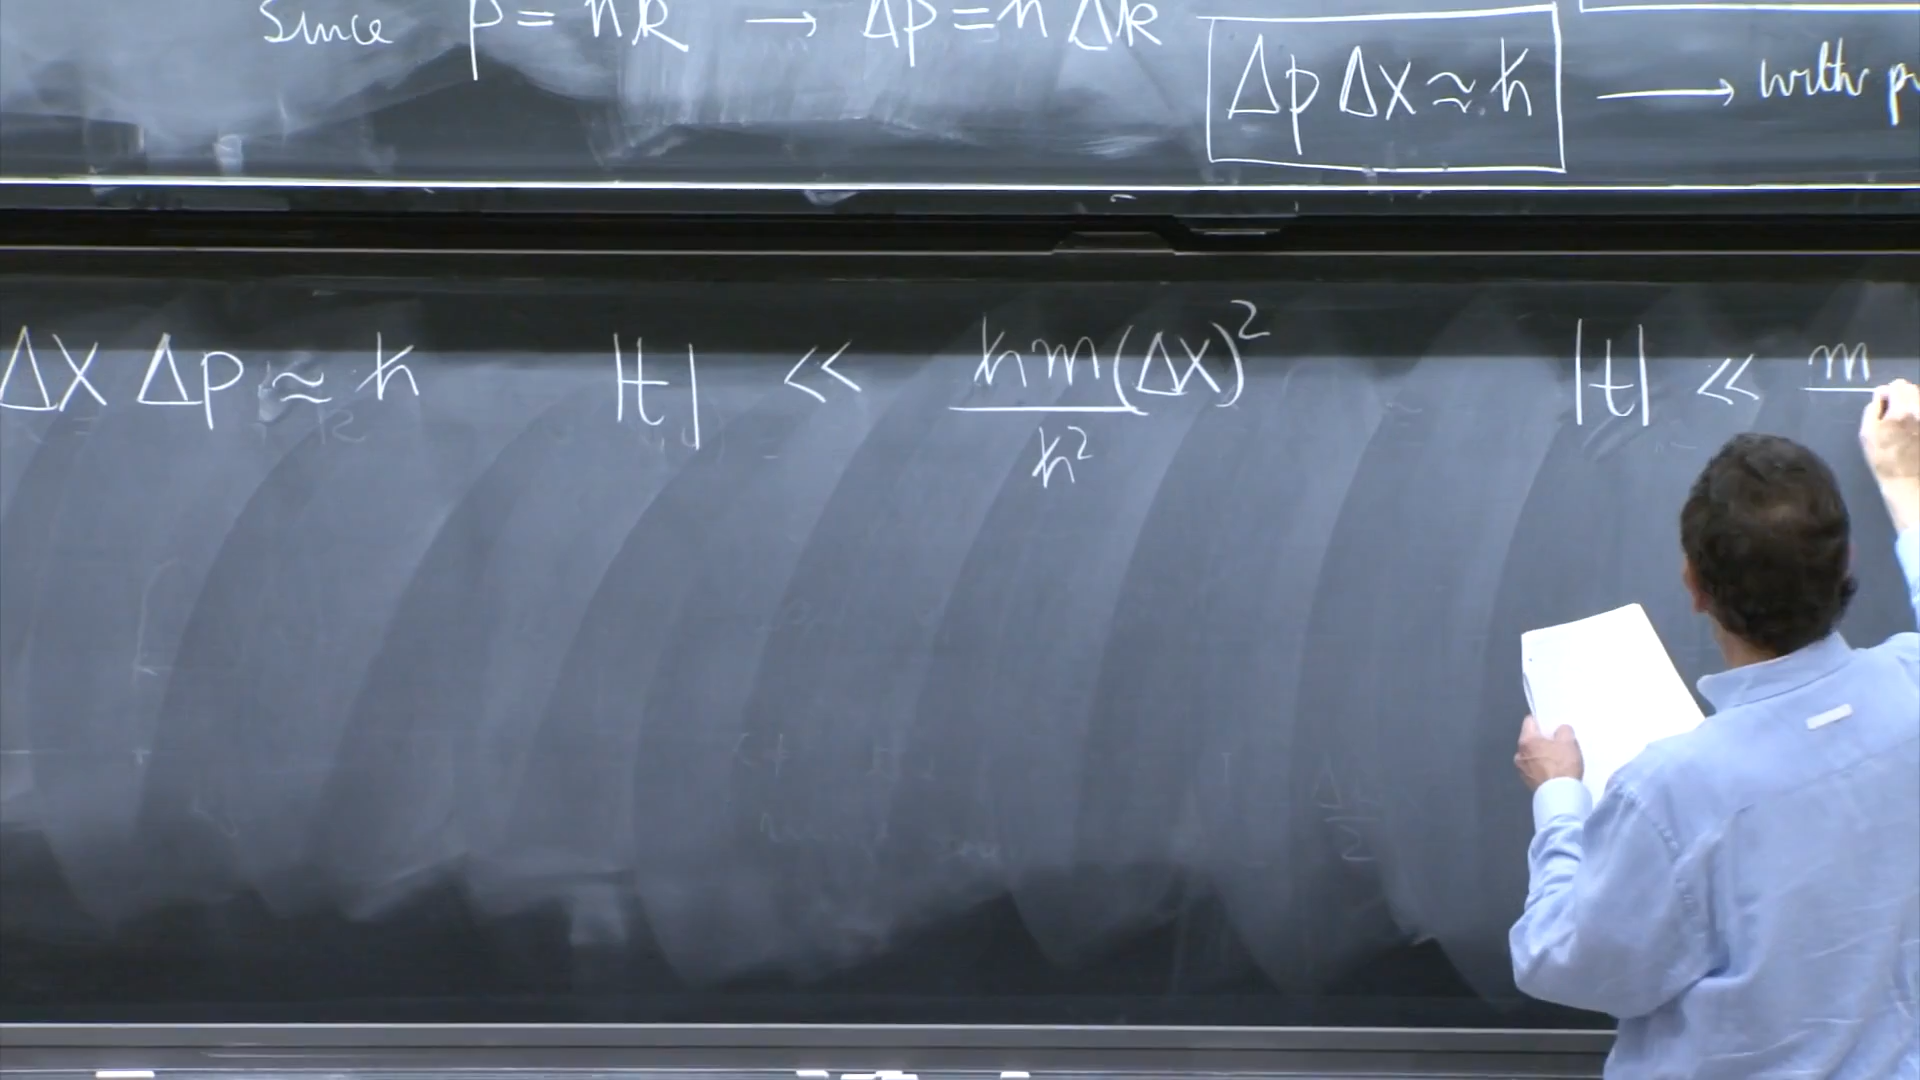 Since p = ħk → Δp = ħ Δk
Δp Δx ≈ ħ → with
Δx Δp ≈ ħ |t| << ħm(Δx)² / ħ² |t| << m